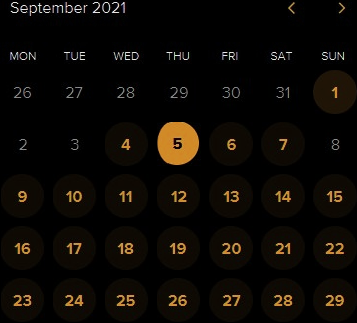 September 2021
MON TUE WED THU FRI SAT SUN
26 27 28 29 30 31 1
2 3 4 5 6 7 8
9 10 11 12 13 14 15
16 17 18 19 20 21 22
23 24 25 26 27 28 29